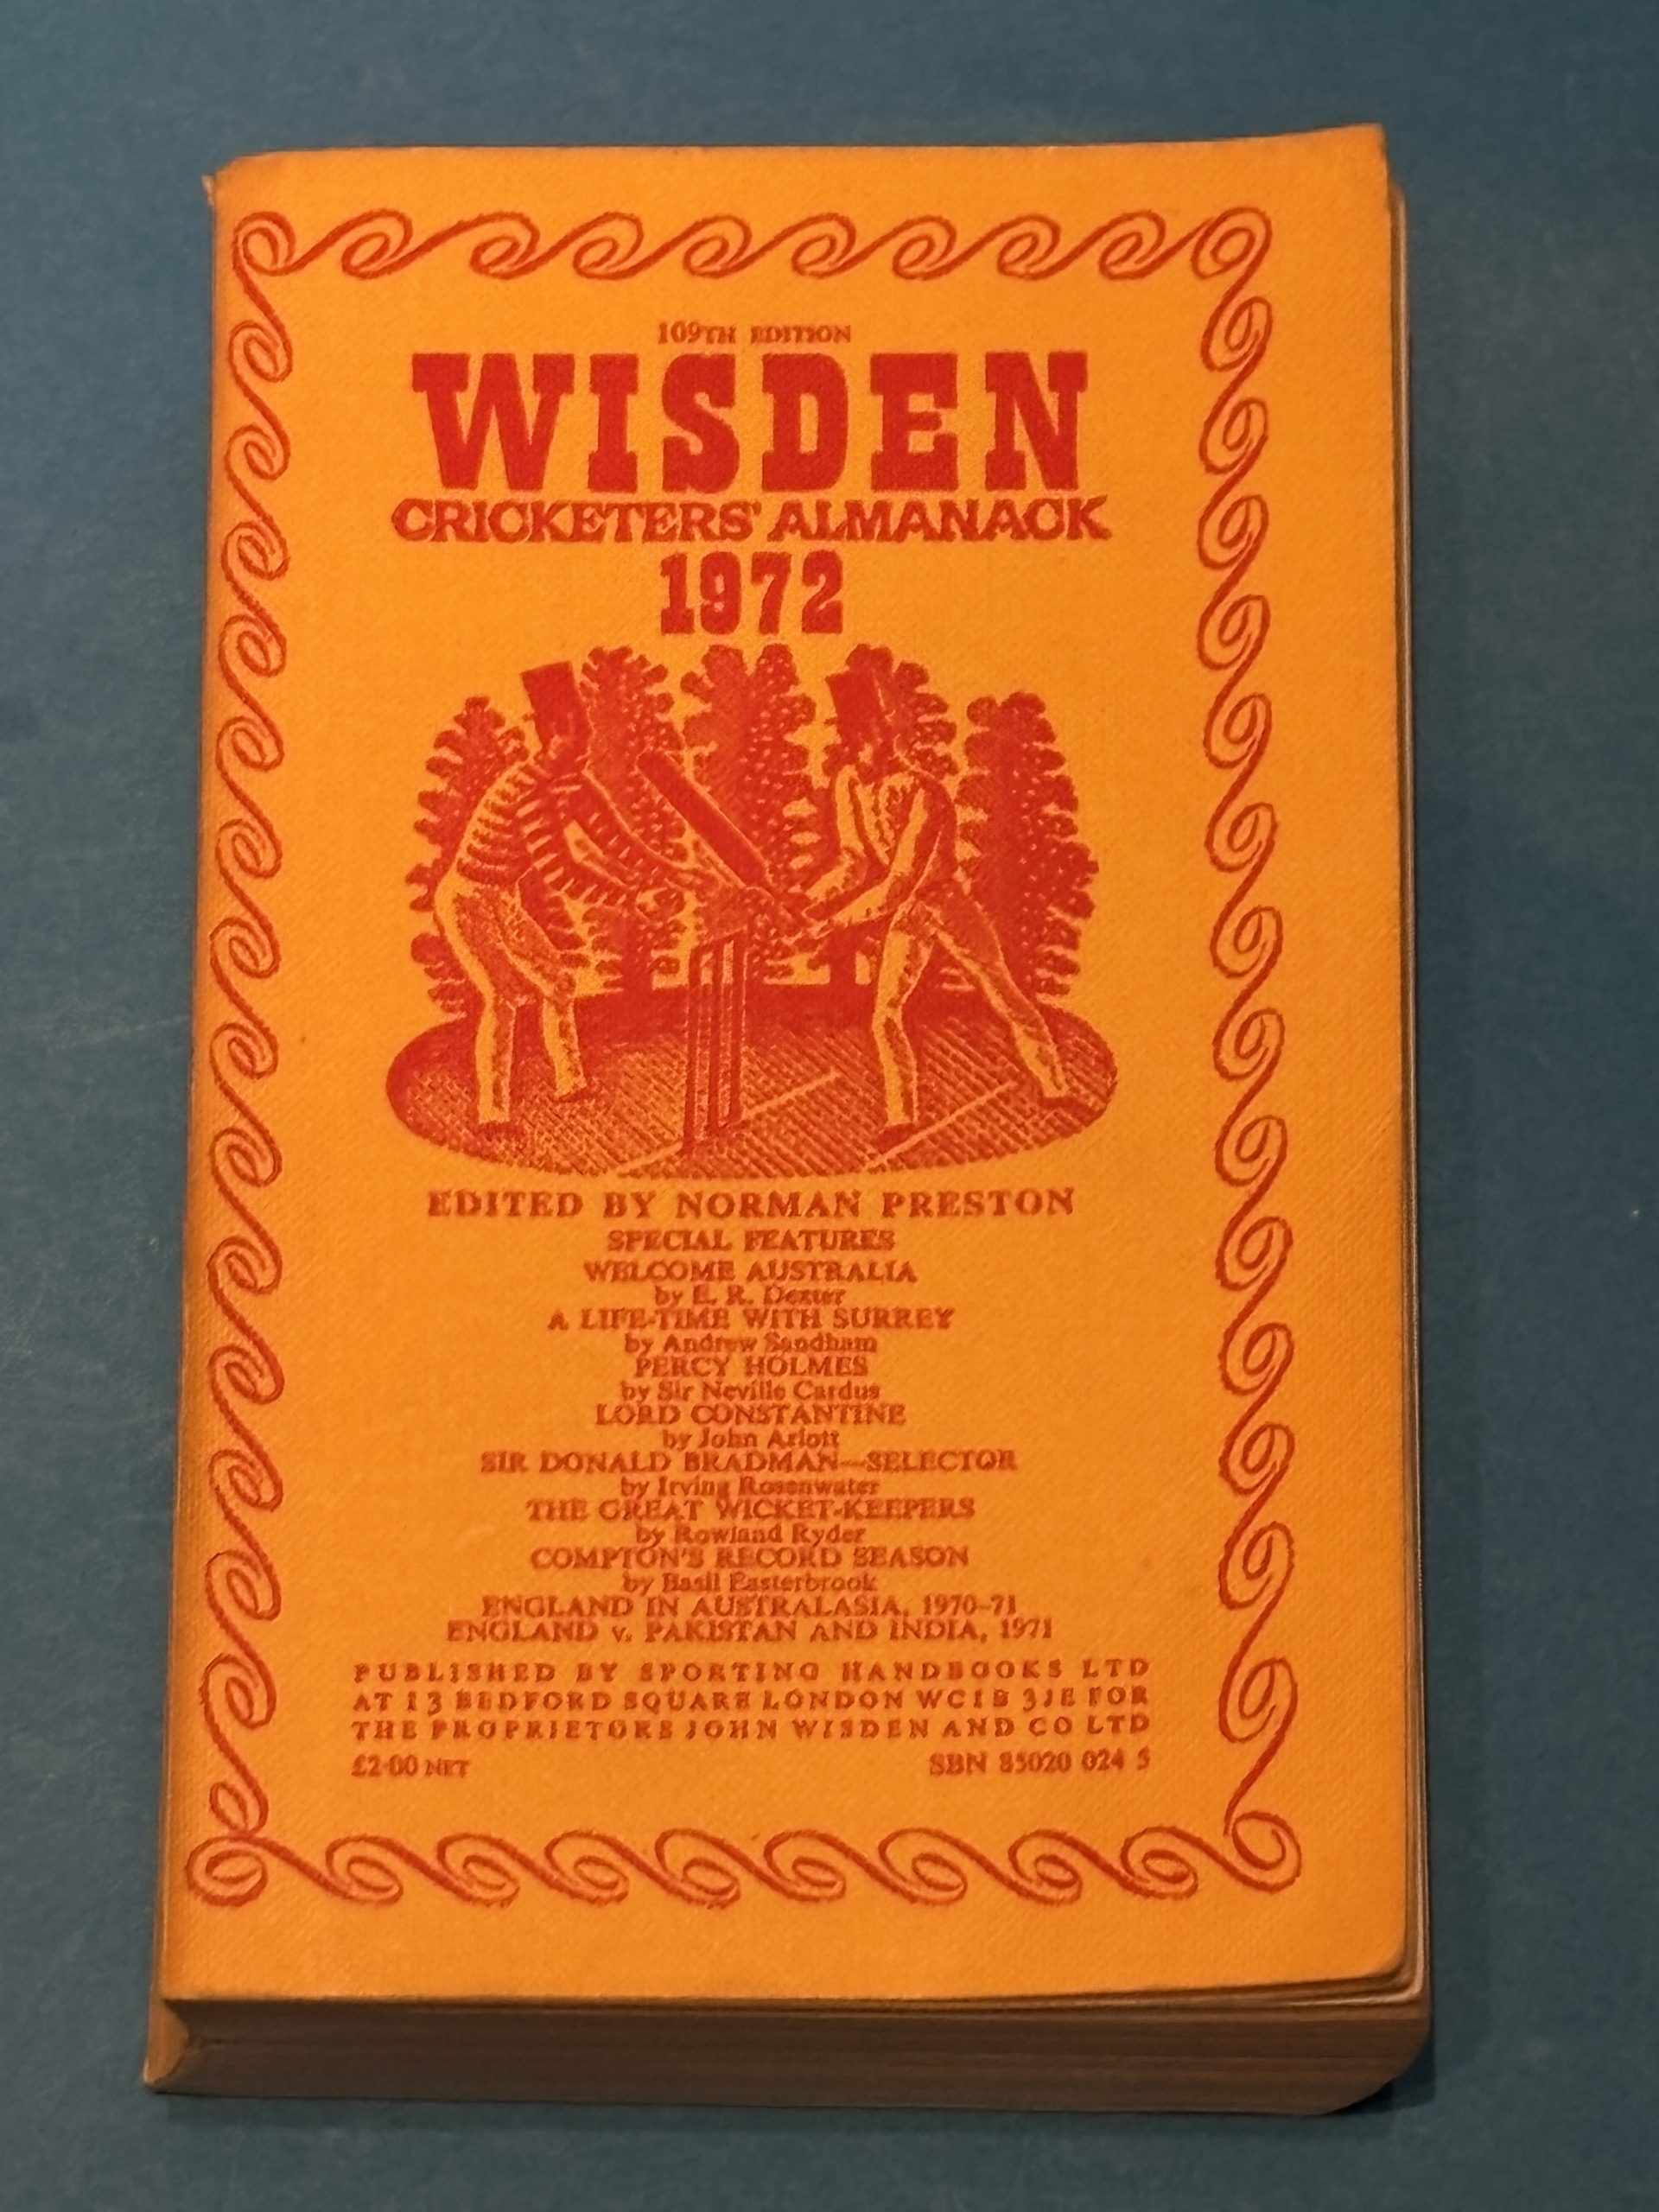 109TH EDITION
WISDEN
CRICKETERS' ALMANACK
1972
EDITED BY NORMAN PRESTON
SPECIAL FEATURES
WELCOME AUSTRALIA
by E. R. Dexter
A LIFE-TIME WITH SURREY
by Andrew Sandham
PERCY HOLMES
by Sir Neville Cardus
LORD CONSTANTINE
by John Arlott
SIR DONALD BRADMAN—SELECTOR
by Irving Rosenwater
THE GREAT WICKET-KEEPERS
by Rowland Ryder
COMPTON'S RECORD SEASON
by Basil Easterbrook
ENGLAND IN AUSTRALASIA, 1970-71
ENGLAND v. PAKISTAN AND INDIA, 1971
PUBLISHED BY SPORTING HANDBOOKS LTD
AT 13 BEDFORD SQUARE LONDON WC1B 3JE FOR
THE PROPRIETORS JOHN WISDEN AND CO LTD
£2·00 NET SBN 85020 024 5